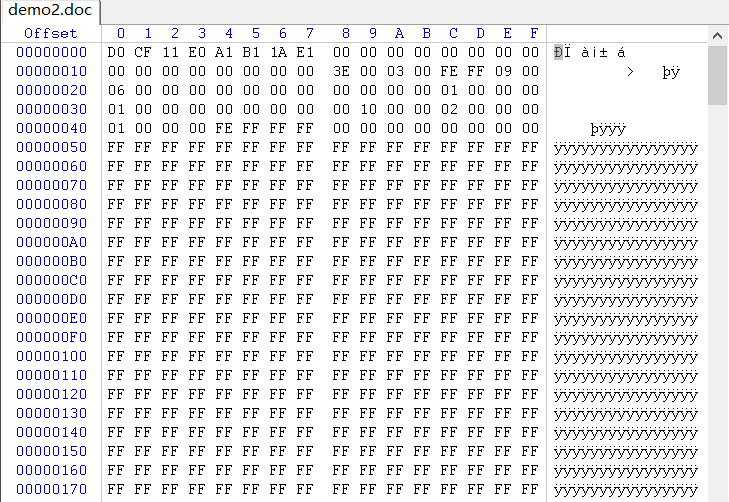 demo2.doc
Offset 0 1 2 3 4 5 6 7 8 9 A B C D E F
00000000 D0 CF 11 E0 A1 B1 1A E1 00 00 00 00 00 00 00 00 ÐÏ à¡± á
00000010 00 00 00 00 00 00 00 00 3E 00 03 00 FE FF 09 00 > þÿ
00000020 06 00 00 00 00 00 00 00 00 00 00 00 01 00 00 00
00000030 01 00 00 00 00 00 00 00 00 10 00 00 02 00 00 00
00000040 01 00 00 00 FE FF FF FF 00 00 00 00 00 00 00 00 þÿÿÿ
00000050 FF FF FF FF FF FF FF FF FF FF FF FF FF FF FF FF ÿÿÿÿÿÿÿÿÿÿÿÿÿÿÿÿ
00000060 FF FF FF FF FF FF FF FF FF FF FF FF FF FF FF FF ÿÿÿÿÿÿÿÿÿÿÿÿÿÿÿÿ
00000070 FF FF FF FF FF FF FF FF FF FF FF FF FF FF FF FF ÿÿÿÿÿÿÿÿÿÿÿÿÿÿÿÿ
00000080 FF FF FF FF FF FF FF FF FF FF FF FF FF FF FF FF ÿÿÿÿÿÿÿÿÿÿÿÿÿÿÿÿ
00000090 FF FF FF FF FF FF FF FF FF FF FF FF FF FF FF FF ÿÿÿÿÿÿÿÿÿÿÿÿÿÿÿÿ
000000A0 FF FF FF FF FF FF FF FF FF FF FF FF FF FF FF FF ÿÿÿÿÿÿÿÿÿÿÿÿÿÿÿÿ
000000B0 FF FF FF FF FF FF FF FF FF FF FF FF FF FF FF FF ÿÿÿÿÿÿÿÿÿÿÿÿÿÿÿÿ
000000C0 FF FF FF FF FF FF FF FF FF FF FF FF FF FF FF FF ÿÿÿÿÿÿÿÿÿÿÿÿÿÿÿÿ
000000D0 FF FF FF FF FF FF FF FF FF FF FF FF FF FF FF FF ÿÿÿÿÿÿÿÿÿÿÿÿÿÿÿÿ
000000E0 FF FF FF FF FF FF FF FF FF FF FF FF FF FF FF FF ÿÿÿÿÿÿÿÿÿÿÿÿÿÿÿÿ
000000F0 FF FF FF FF FF FF FF FF FF FF FF FF FF FF FF FF ÿÿÿÿÿÿÿÿÿÿÿÿÿÿÿÿ
00000100 FF FF FF FF FF FF FF FF FF FF FF FF FF FF FF FF ÿÿÿÿÿÿÿÿÿÿÿÿÿÿÿÿ
00000110 FF FF FF FF FF FF FF FF FF FF FF FF FF FF FF FF ÿÿÿÿÿÿÿÿÿÿÿÿÿÿÿÿ
00000120 FF FF FF FF FF FF FF FF FF FF FF FF FF FF FF FF ÿÿÿÿÿÿÿÿÿÿÿÿÿÿÿÿ
00000130 FF FF FF FF FF FF FF FF FF FF FF FF FF FF FF FF ÿÿÿÿÿÿÿÿÿÿÿÿÿÿÿÿ
00000140 FF FF FF FF FF FF FF FF FF FF FF FF FF FF FF FF ÿÿÿÿÿÿÿÿÿÿÿÿÿÿÿÿ
00000150 FF FF FF FF FF FF FF FF FF FF FF FF FF FF FF FF ÿÿÿÿÿÿÿÿÿÿÿÿÿÿÿÿ
00000160 FF FF FF FF FF FF FF FF FF FF FF FF FF FF FF FF ÿÿÿÿÿÿÿÿÿÿÿÿÿÿÿÿ
00000170 FF FF FF FF FF FF FF FF FF FF FF FF FF FF FF FF ÿÿÿÿÿÿÿÿÿÿÿÿÿÿÿÿ